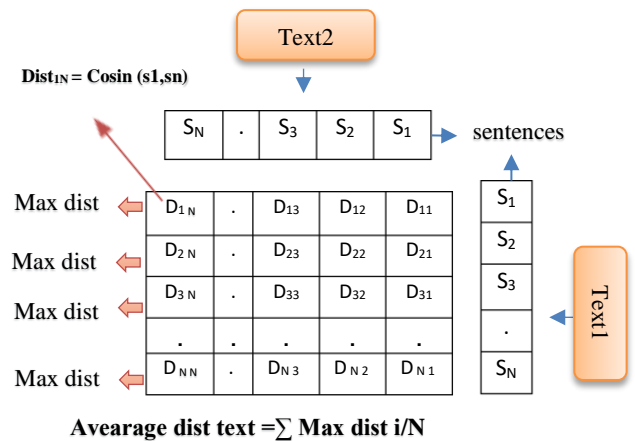 Text2
Dist1N = Cosin (s1,sn)
SN . S3 S2 S1
sentences
Max dist D1 N . D13 D12 D11 S1
Max dist D2 N . D23 D22 D21 S2
Max dist D3 N . D33 D32 D31 S3
. . . . . .
Max dist DN N . DN 3 DN 2 DN 1 SN
Text1
Avearage dist text =∑ Max dist i/N